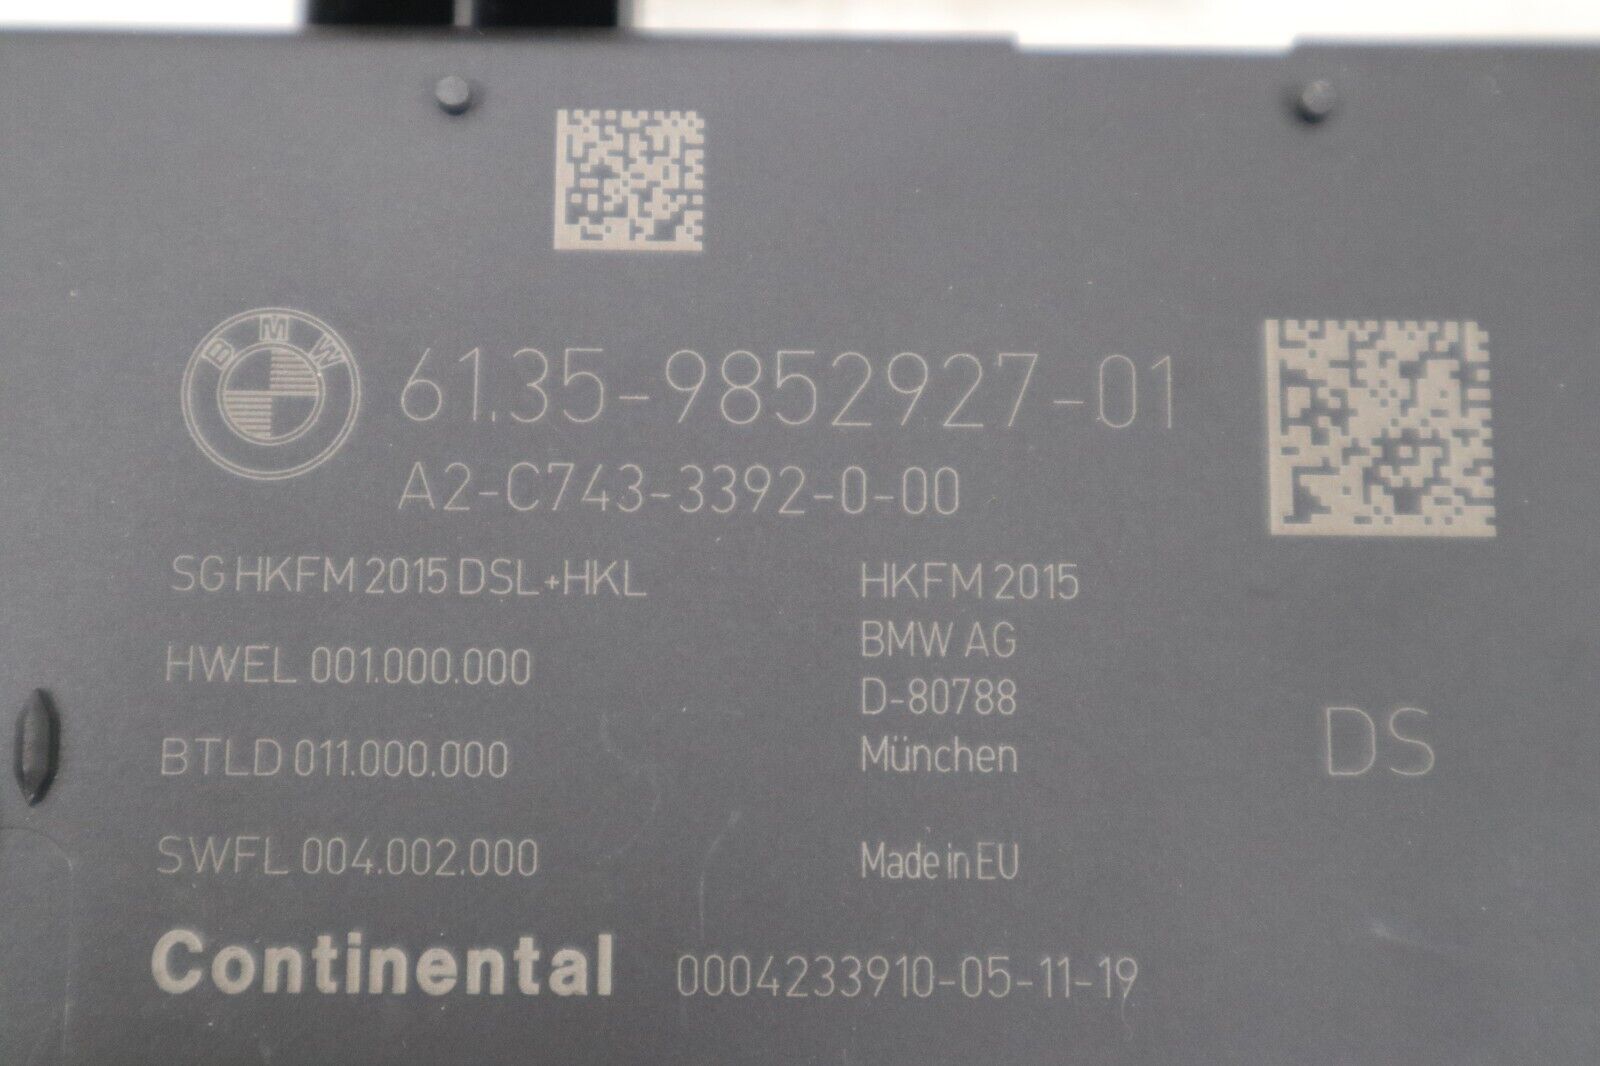 BMW
61.35-9852927-01
A2-C743-3392-0-00
SG HKFM 2015 DSL+HKL
HWEL 001.000.000
BTLD 011.000.000
SWFL 004.002.000
HKFM 2015
BMW AG
D-80788
München
Made in EU
DS
Continental 0004233910-05-11-19